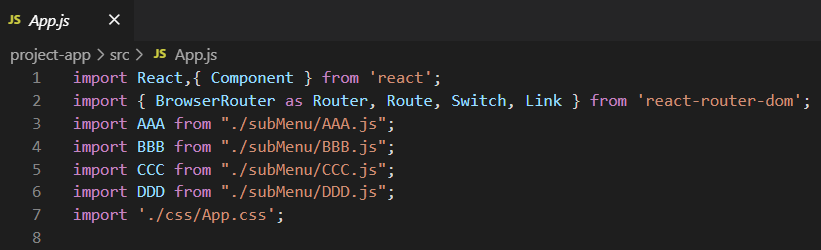 JS App.js ×
project-app > src > JS App.js
1 import React,{ Component } from 'react';
2 import { BrowserRouter as Router, Route, Switch, Link } from 'react-router-dom';
3 import AAA from "./subMenu/AAA.js";
4 import BBB from "./subMenu/BBB.js";
5 import CCC from "./subMenu/CCC.js";
6 import DDD from "./subMenu/DDD.js";
7 import './css/App.css';
8